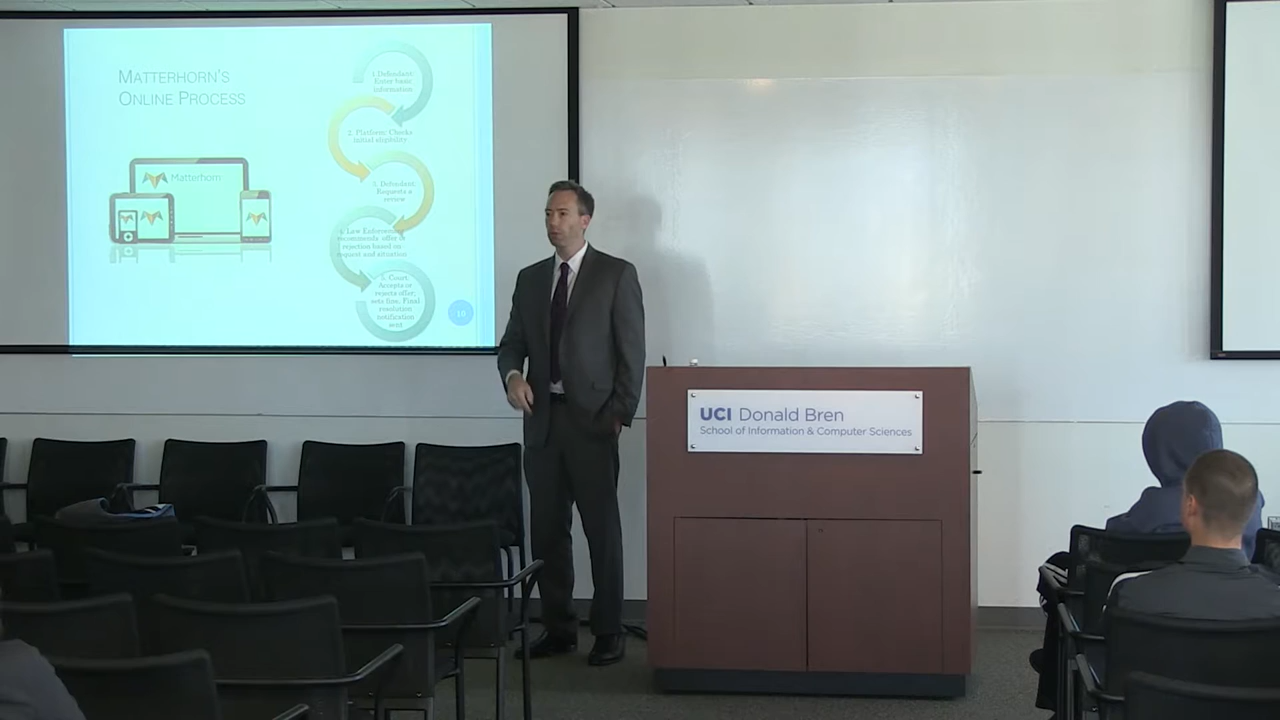 MATTERHORN'S
ONLINE PROCESS
Matterhorn
1. Defendant:
Enter basic
information
2. Platform: Checks
initial eligibility
3. Defendant:
Requests a
review
4. Law Enforcement
recommends offer or
rejection based on
request and situation
5. Court:
Accepts or
rejects offer,
sets fine, Final
resolution
notification
sent
10
UCI Donald Bren
School of Information & Computer Sciences